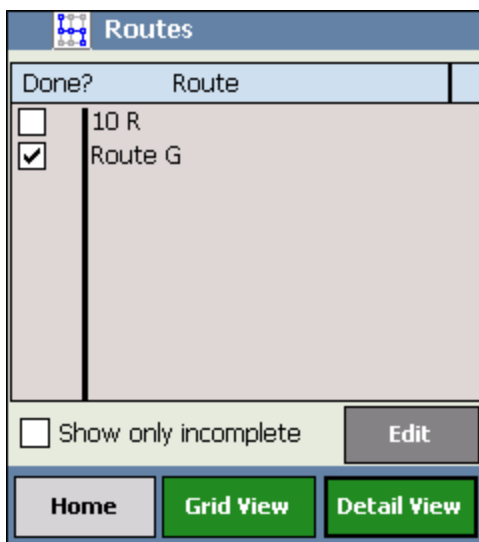 Routes
Done? Route
10 R
Route G
Show only incomplete Edit
Home Grid View Detail View